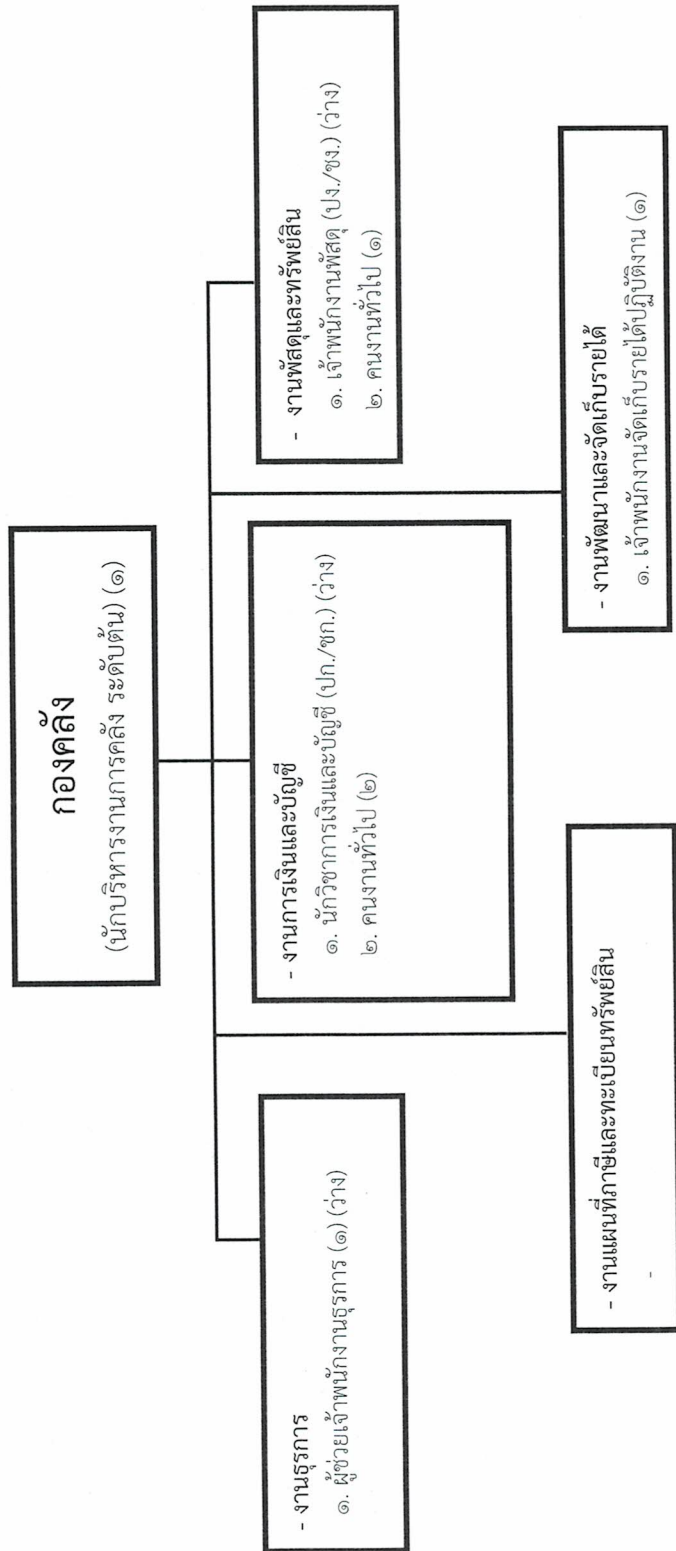 กองคลัง
(นักบริหารงานการคลัง ระดับต้น) (๑)
- งานธุรการ
๑. ผู้ช่วยเจ้าพนักงานธุรการ (๑) (ว่าง)
- งานการเงินและบัญชี
๑. นักวิชาการเงินและบัญชี (ปก./ชก.) (ว่าง)
๒. คนงานทั่วไป (๒)
- งานพัสดุและทรัพย์สิน
๑. เจ้าพนักงานพัสดุ (ปง./ชง.) (ว่าง)
๒. คนงานทั่วไป (๑)
- งานแผนที่ภาษีและทะเบียนทรัพย์สิน
-
- งานพัฒนาและจัดเก็บรายได้
๑. เจ้าพนักงานจัดเก็บรายได้ปฏิบัติงาน (๑)